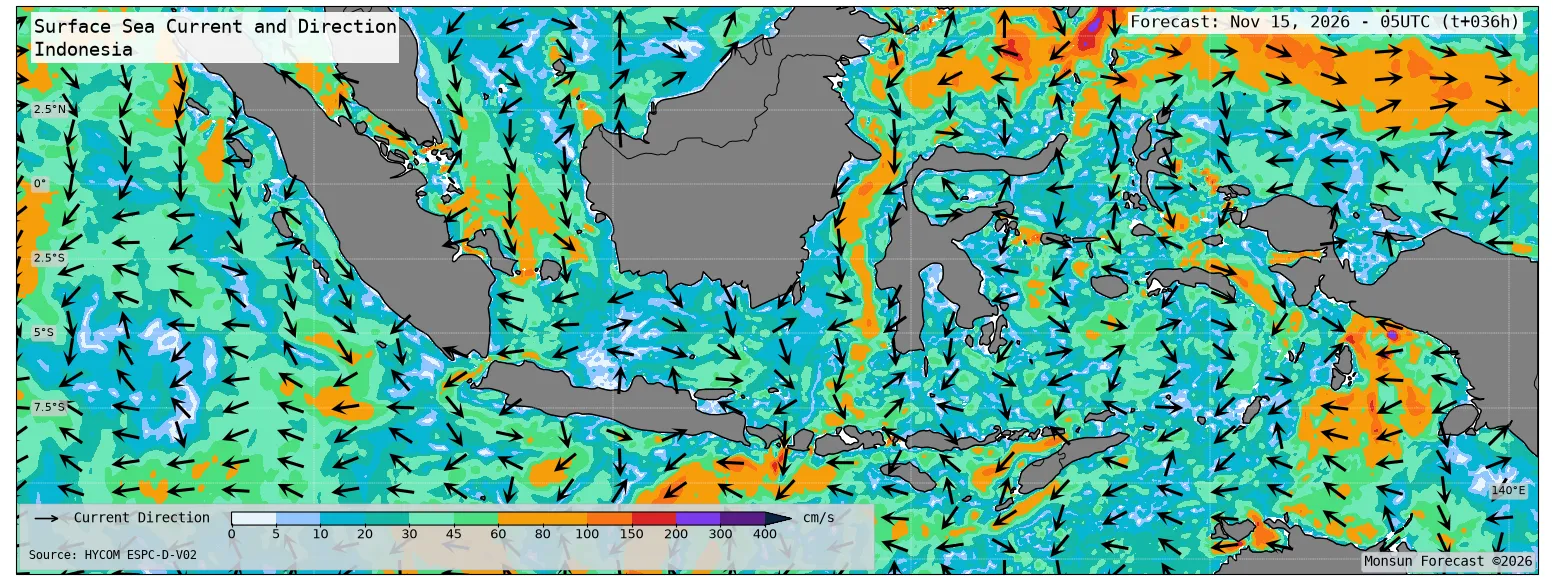 Surface Sea Current and Direction
Indonesia
Forecast: Nov 15, 2026 - 05UTC (t+036h)
2.5°N
0°
2.5°S
5°S
7.5°S
140°E
Current Direction
0 5 10 20 30 45 60 80 100 150 200 300 400 cm/s
Source: HYCOM ESPC-D-V02
Monsun Forecast ©2026